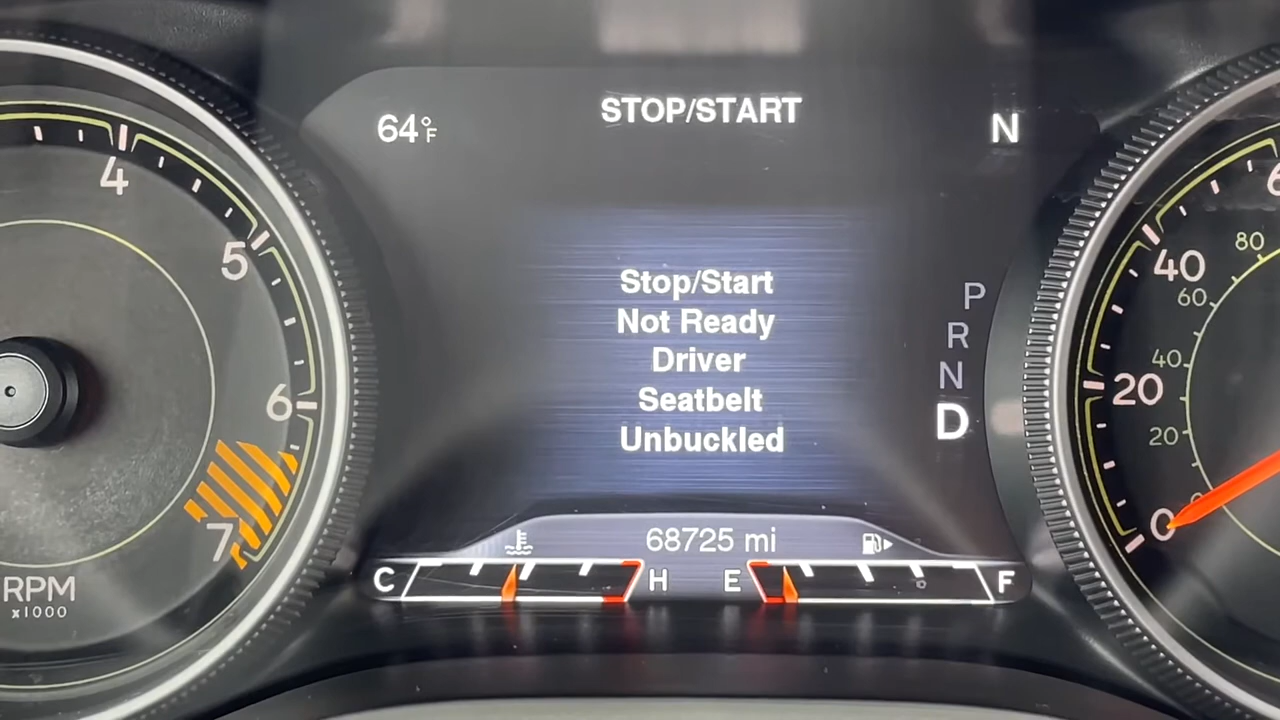 STOP/START
64°F
N
Stop/Start
Not Ready
Driver
Seatbelt
Unbuckled
P
R
N
D
68725 mi
C
H
E
F
4
5
6
7
RPM
x1000
40
20
0
80
60
40
20